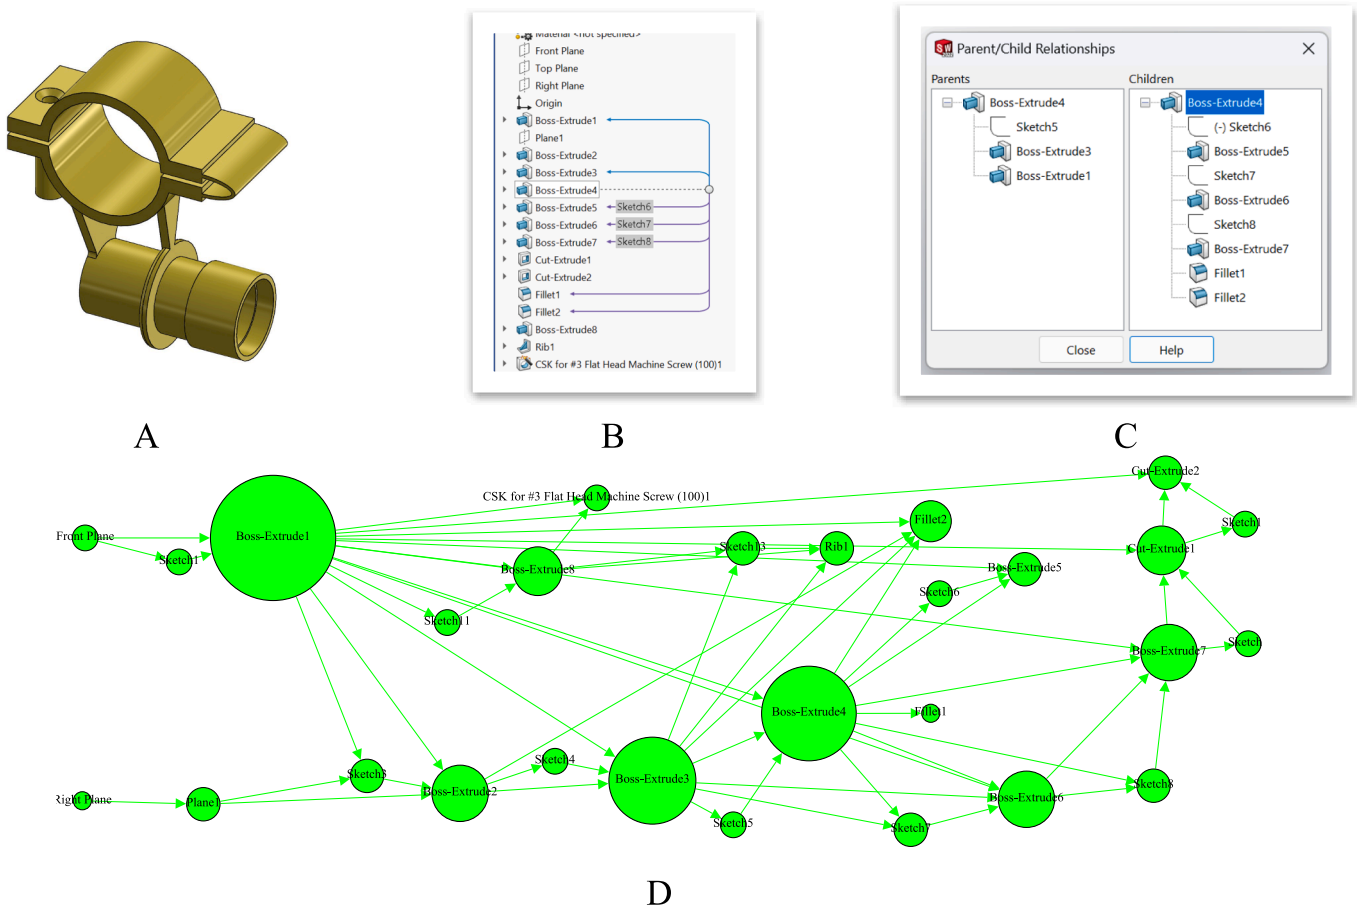 Material <not specified>
Front Plane
Top Plane
Right Plane
Origin
Boss-Extrude1
Plane1
Boss-Extrude2
Boss-Extrude3
Boss-Extrude4
Boss-Extrude5 Sketch6
Boss-Extrude6 Sketch7
Boss-Extrude7 Sketch8
Cut-Extrude1
Cut-Extrude2
Fillet1
Fillet2
Boss-Extrude8
Rib1
CSK for #3 Flat Head Machine Screw (100)1
SW
Parent/Child Relationships
Parents
Boss-Extrude4
Sketch5
Boss-Extrude3
Boss-Extrude1
Children
Boss-Extrude4
(-) Sketch6
Boss-Extrude5
Sketch7
Boss-Extrude6
Sketch8
Boss-Extrude7
Fillet1
Fillet2
Close
Help
A
B
C
Cut-Extrude2
CSK for #3 Flat Head Machine Screw (100)1
Front Plane
Boss-Extrude1
Fillet2
Sketch1
Sketch1
Sketch13
Rib1
Cut-Extrude1
Boss-Extrude8
Boss-Extrude5
Sketch6
Sketch11
Sketch
Boss-Extrude7
Boss-Extrude4
Fillet1
Sketch4
Sketch3
Boss-Extrude3
Sketch8
Right Plane
Plane1
Boss-Extrude2
Boss-Extrude6
Sketch5
Sketch7
D